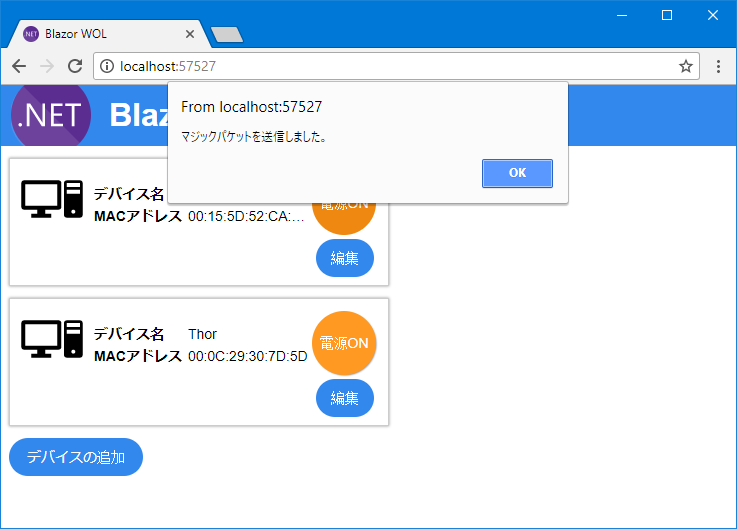 Blazor WOL
localhost:57527
.NET
From localhost:57527
マジックパケットを送信しました。
OK
デバイス名
電源ON
MACアドレス 00:15:5D:52:CA:...
編集
デバイス名 Thor
電源ON
MACアドレス 00:0C:29:30:7D:5D
編集
デバイスの追加